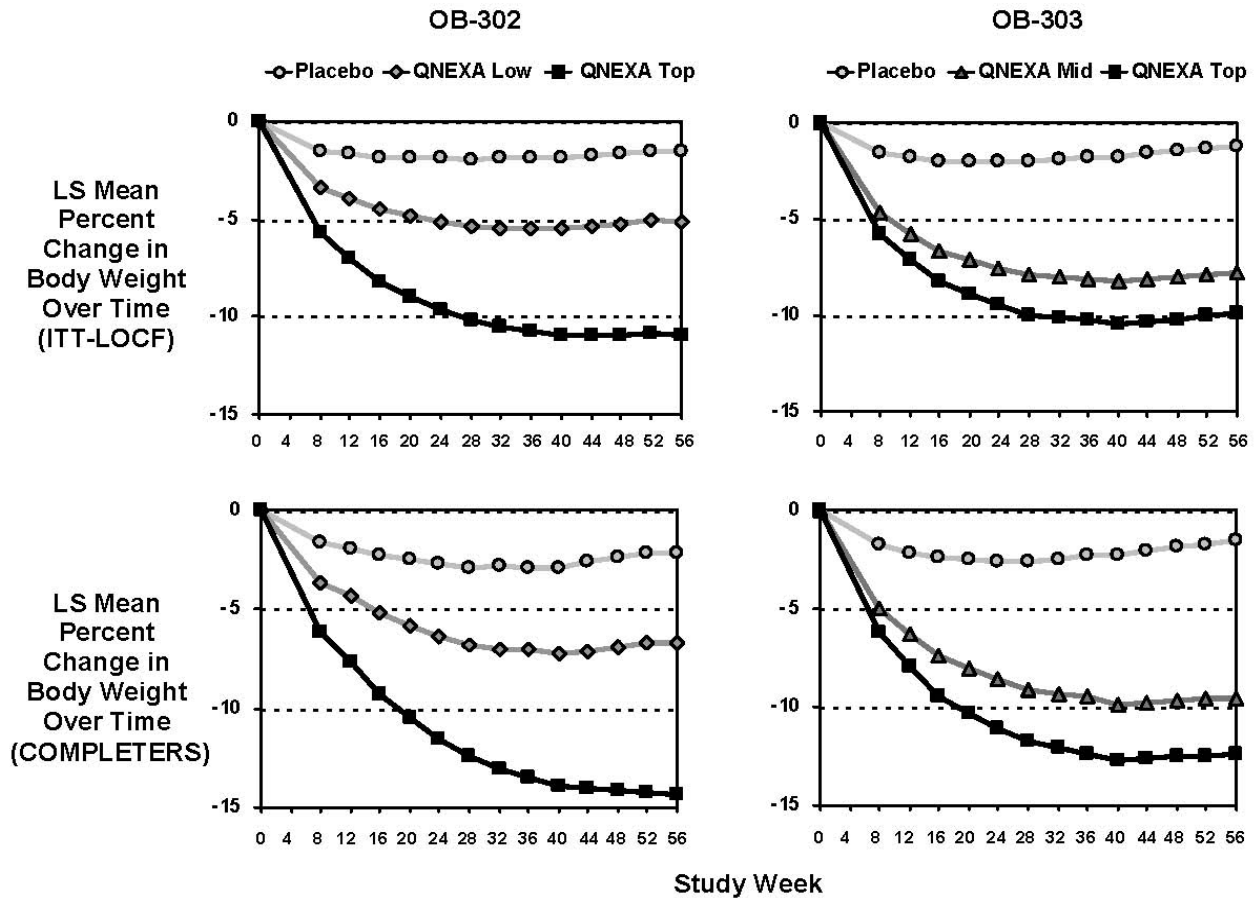 OB-302
OB-303
Placebo QNEXA Low QNEXA Top
Placebo QNEXA Mid QNEXA Top
LS Mean
Percent
Change in
Body Weight
Over Time
(ITT-LOCF)
0
-5
-10
-15
0 4 8 12 16 20 24 28 32 36 40 44 48 52 56
0
-5
-10
-15
0 4 8 12 16 20 24 28 32 36 40 44 48 52 56
LS Mean
Percent
Change in
Body Weight
Over Time
(COMPLETERS)
0
-5
-10
-15
0 4 8 12 16 20 24 28 32 36 40 44 48 52 56
0
-5
-10
-15
0 4 8 12 16 20 24 28 32 36 40 44 48 52 56
Study Week